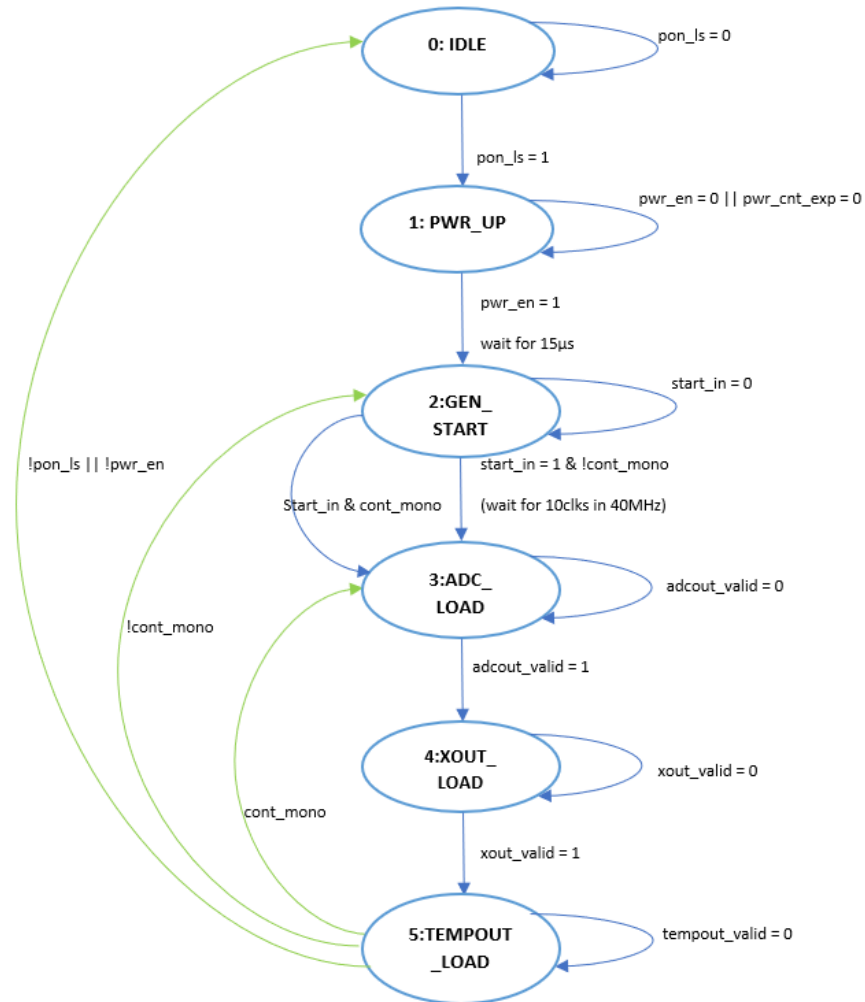 0: IDLE
pon_ls = 0
pon_ls = 1
1: PWR_UP
pwr_en = 0 || pwr_cnt_exp = 0
pwr_en = 1
wait for 15µs
2:GEN_
START
start_in = 0
!pon_ls || !pwr_en
start_in = 1 & !cont_mono
Start_in & cont_mono
(wait for 10clks in 40MHz)
3:ADC_
LOAD
adcout_valid = 0
!cont_mono
adcout_valid = 1
4:XOUT_
LOAD
xout_valid = 0
cont_mono
xout_valid = 1
5:TEMPOUT
_LOAD
tempout_valid = 0